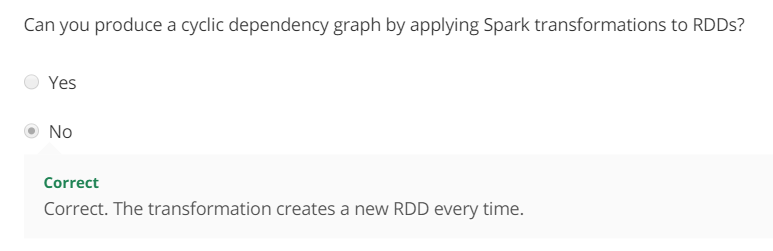 Can you produce a cyclic dependency graph by applying Spark transformations to RDDs?
Yes
No
Correct
Correct. The transformation creates a new RDD every time.